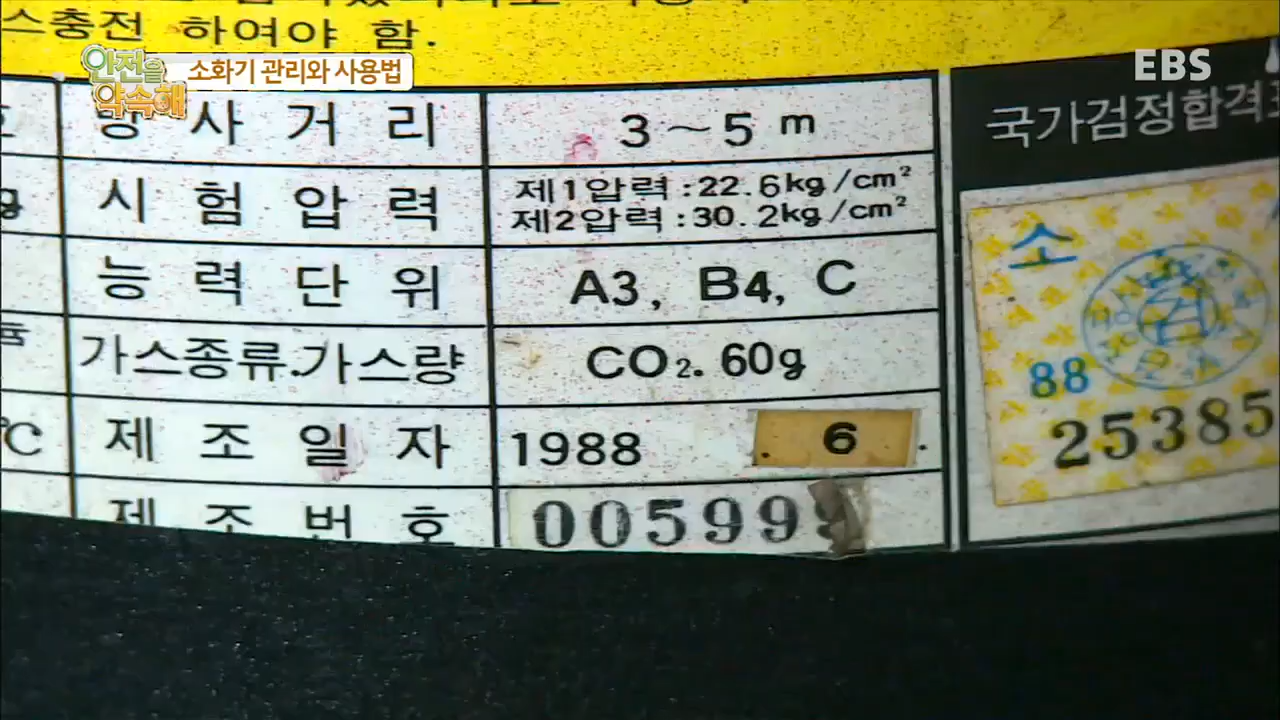 스충전 하여야 함.
안전을 약속해
소화기 관리와 사용법
EBS
방 사 거 리 3~5 m
시 험 압 력 제1압력 :22.6kg/cm²
제2압력 :30.2kg/cm²
능 력 단 위 A3, B4, C
가스종류.가스량 CO₂. 60g
℃ 제 조 일 자 1988 . 6 .
제 조 번 호 00599
국가검정합격표
소
검
88
25385